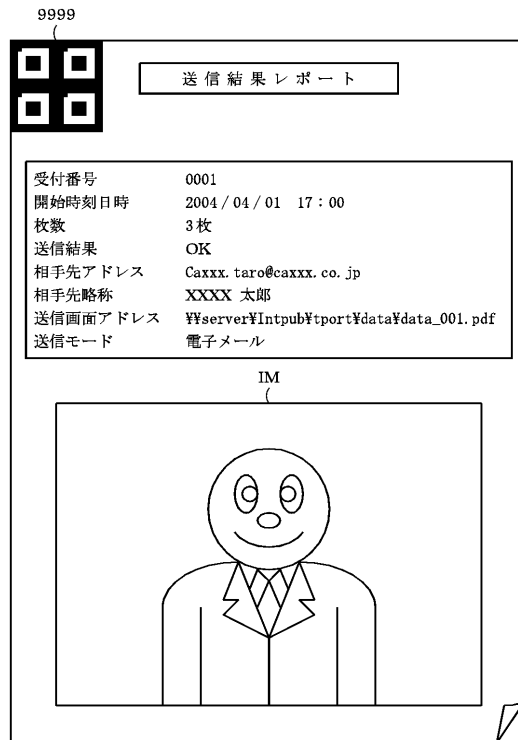 9999
送信結果レポート
受付番号 0001
開始時刻日時 2004/04/01 17:00
枚数 3枚
送信結果 OK
相手先アドレス Caxxx.taro@caxxx.co.jp
相手先略称 XXXX 太郎
送信画面アドレス ¥¥server¥Intpub¥tport¥data¥data_001.pdf
送信モード 電子メール
IM